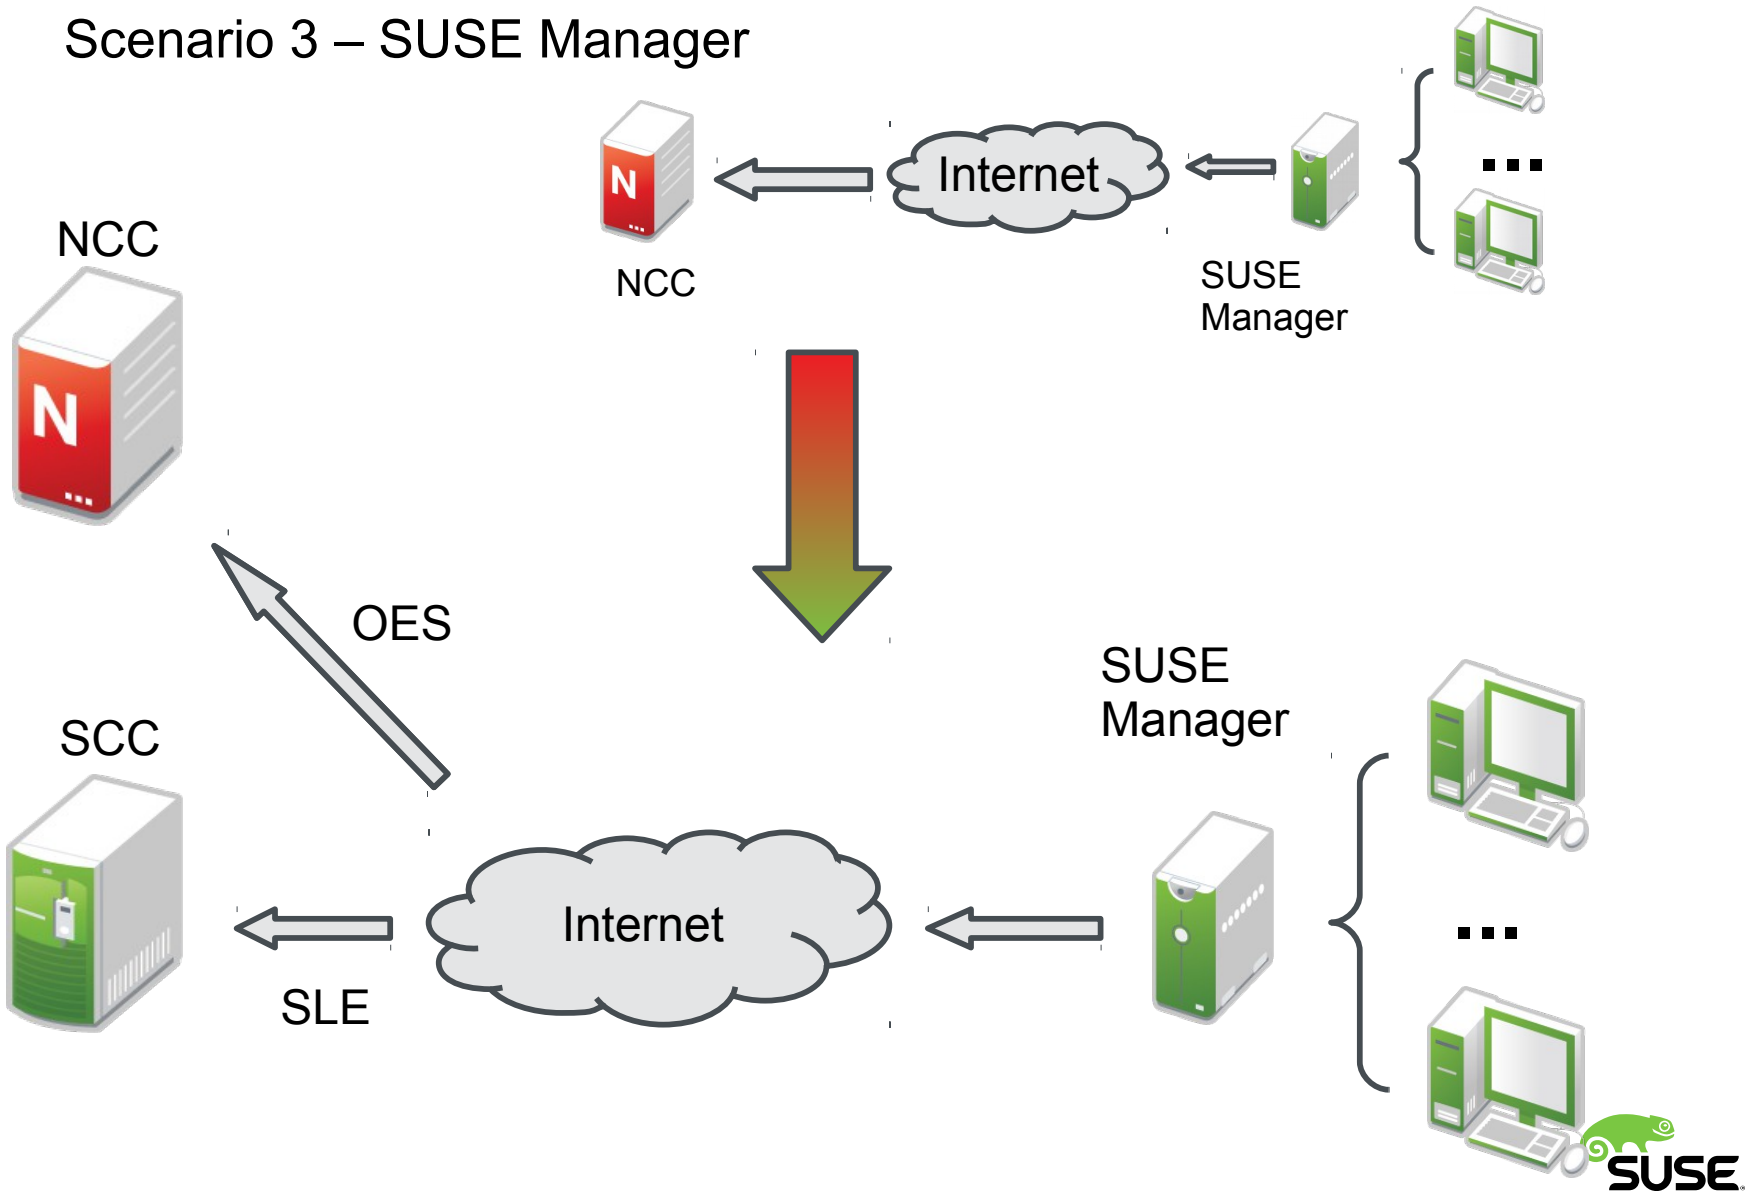 Scenario 3 – SUSE Manager
Internet
N
NCC
SUSE
Manager
NCC
N
OES
SUSE
Manager
SCC
Internet
SLE
SUSE